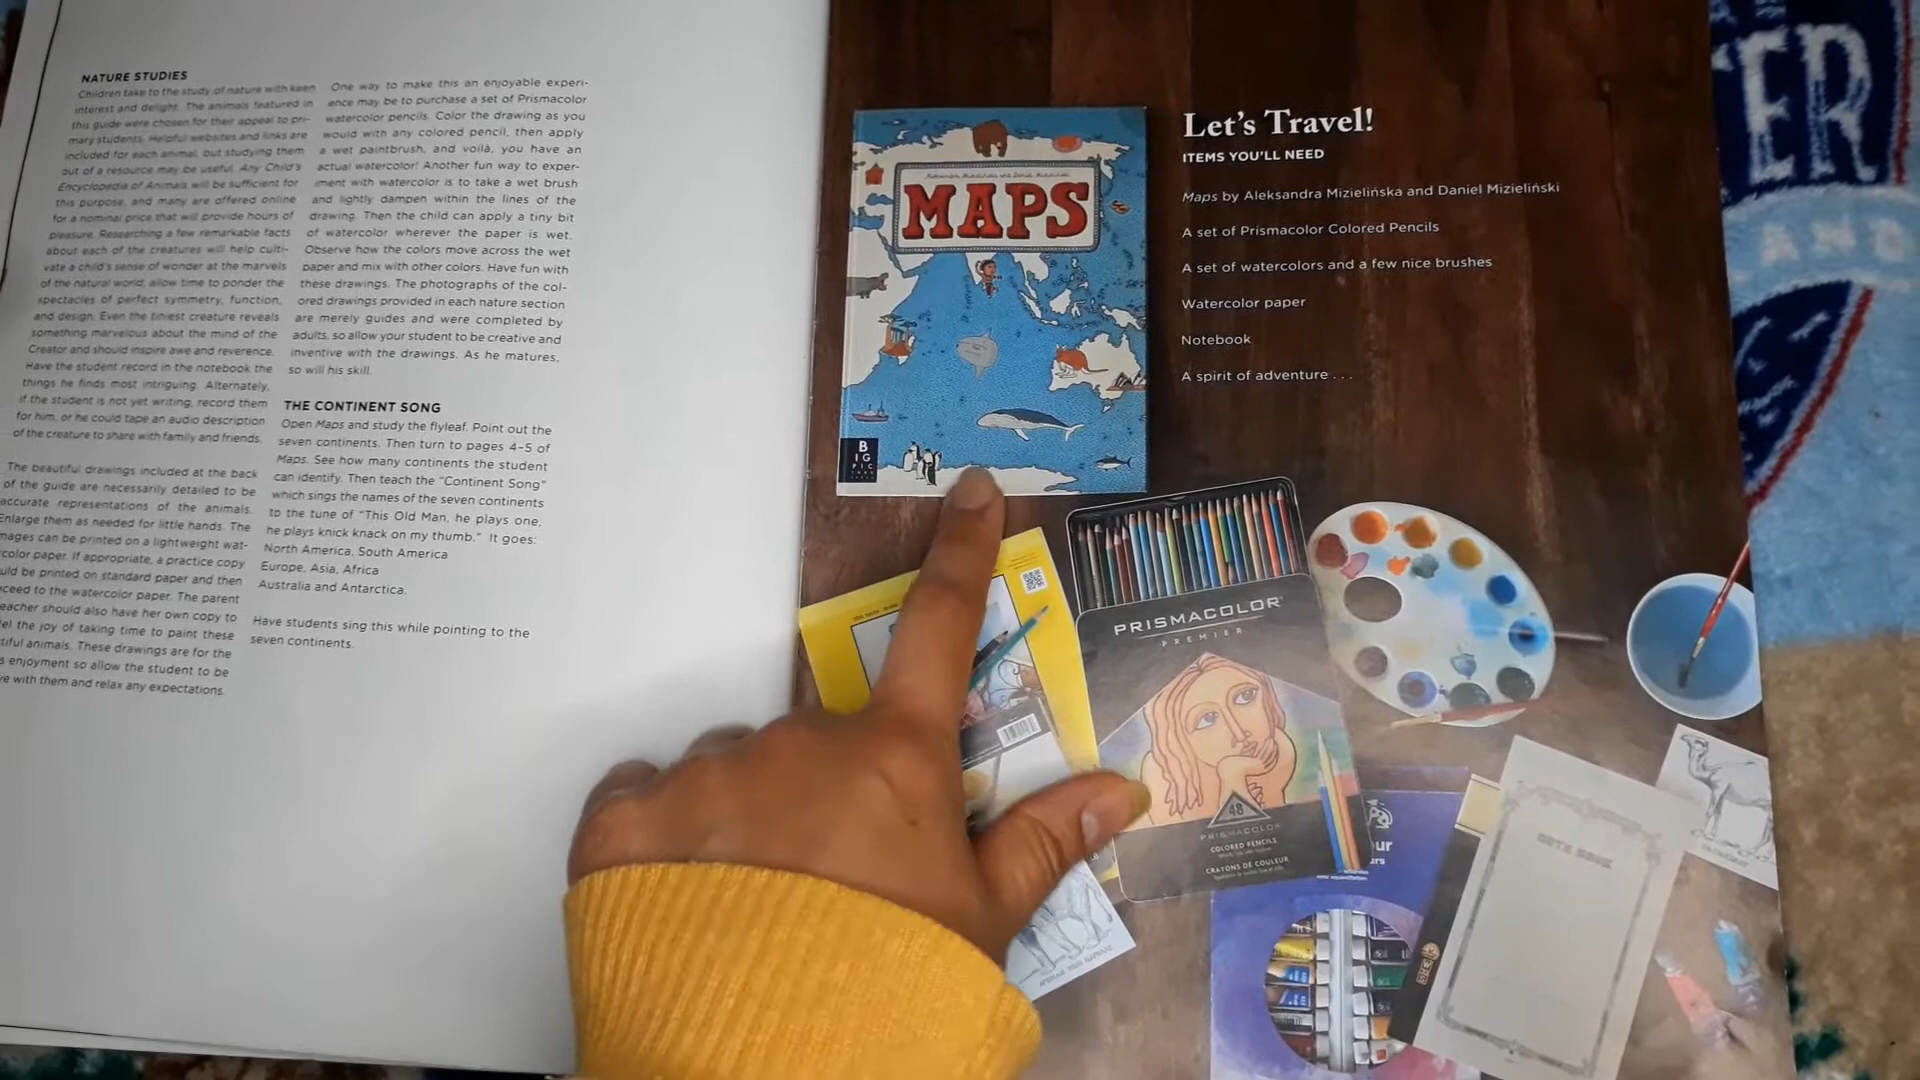 NATURE STUDIES
Children take to the study of nature with keen
interest and delight. The animals featured in
this guide were chosen for their appeal to pri-
mary students. Helpful websites and links are
included for each animal, but studying them
out of a resource may be useful. Any Child's
Encyclopedia of Animals will be sufficient for
this purpose, and many are offered online
for a nominal price that will provide hours of
pleasure. Researching a few remarkable facts
about each of the creatures will help culti-
vate a child's sense of wonder at the marvels
of the natural world, allow time to ponder the
spectacles of perfect symmetry, function,
and design. Even the tiniest creature reveals
something marvelous about the mind of the
Creator and should inspire awe and reverence.
Have the student record in the notebook the
things he finds most intriguing. Alternately,
if the student is not yet writing, record them
for him, or he could tape an audio description
of the creature to share with family and friends.
The beautiful drawings included at the back
of the guide are necessarily detailed to be
accurate representations of the animals.
Enlarge them as needed for little hands. The
mages can be printed on a lightweight wat-
color paper. If appropriate, a practice copy
uld be printed on standard paper and then
ceed to the watercolor paper. The parent
eacher should also have her own copy to
el the joy of taking time to paint these
tiful animals. These drawings are for the
s enjoyment so allow the student to be
e with them and relax any expectations.
One way to make this an enjoyable experi-
ence may be to purchase a set of Prismacolor
watercolor pencils. Color the drawing as you
would with any colored pencil, then apply
a wet paintbrush, and voilà, you have an
actual watercolor! Another fun way to exper-
iment with watercolor is to take a wet brush
and lightly dampen within the lines of the
drawing. Then the child can apply a tiny bit
of watercolor wherever the paper is wet.
Observe how the colors move across the wet
paper and mix with other colors. Have fun with
these drawings. The photographs of the col-
ored drawings provided in each nature section
are merely guides and were completed by
adults, so allow your student to be creative and
inventive with the drawings. As he matures,
so will his skill.
THE CONTINENT SONG
Open Maps and study the flyleaf. Point out the
seven continents. Then turn to pages 4–5 of
Maps. See how many continents the student
can identify. Then teach the "Continent Song"
which sings the names of the seven continents
to the tune of "This Old Man, he plays one,
he plays knick knack on my thumb." It goes:
North America, South America
Europe, Asia, Africa
Australia and Antarctica.
Have students sing this while pointing to the
seven continents.
MAPS
B
IG
PIC
Let's Travel!
ITEMS YOU'LL NEED
Maps by Aleksandra Mizielińska and Daniel Mizieliński
A set of Prismacolor Colored Pencils
A set of watercolors and a few nice brushes
Watercolor paper
Notebook
A spirit of adventure . . .
PRISMACOLOR
PREMIER
48
PRISMACOLOR
COLORED PENCILS
CRAYONS DE COULEUR
ur
urs
NOTE BOOK
TER
AND